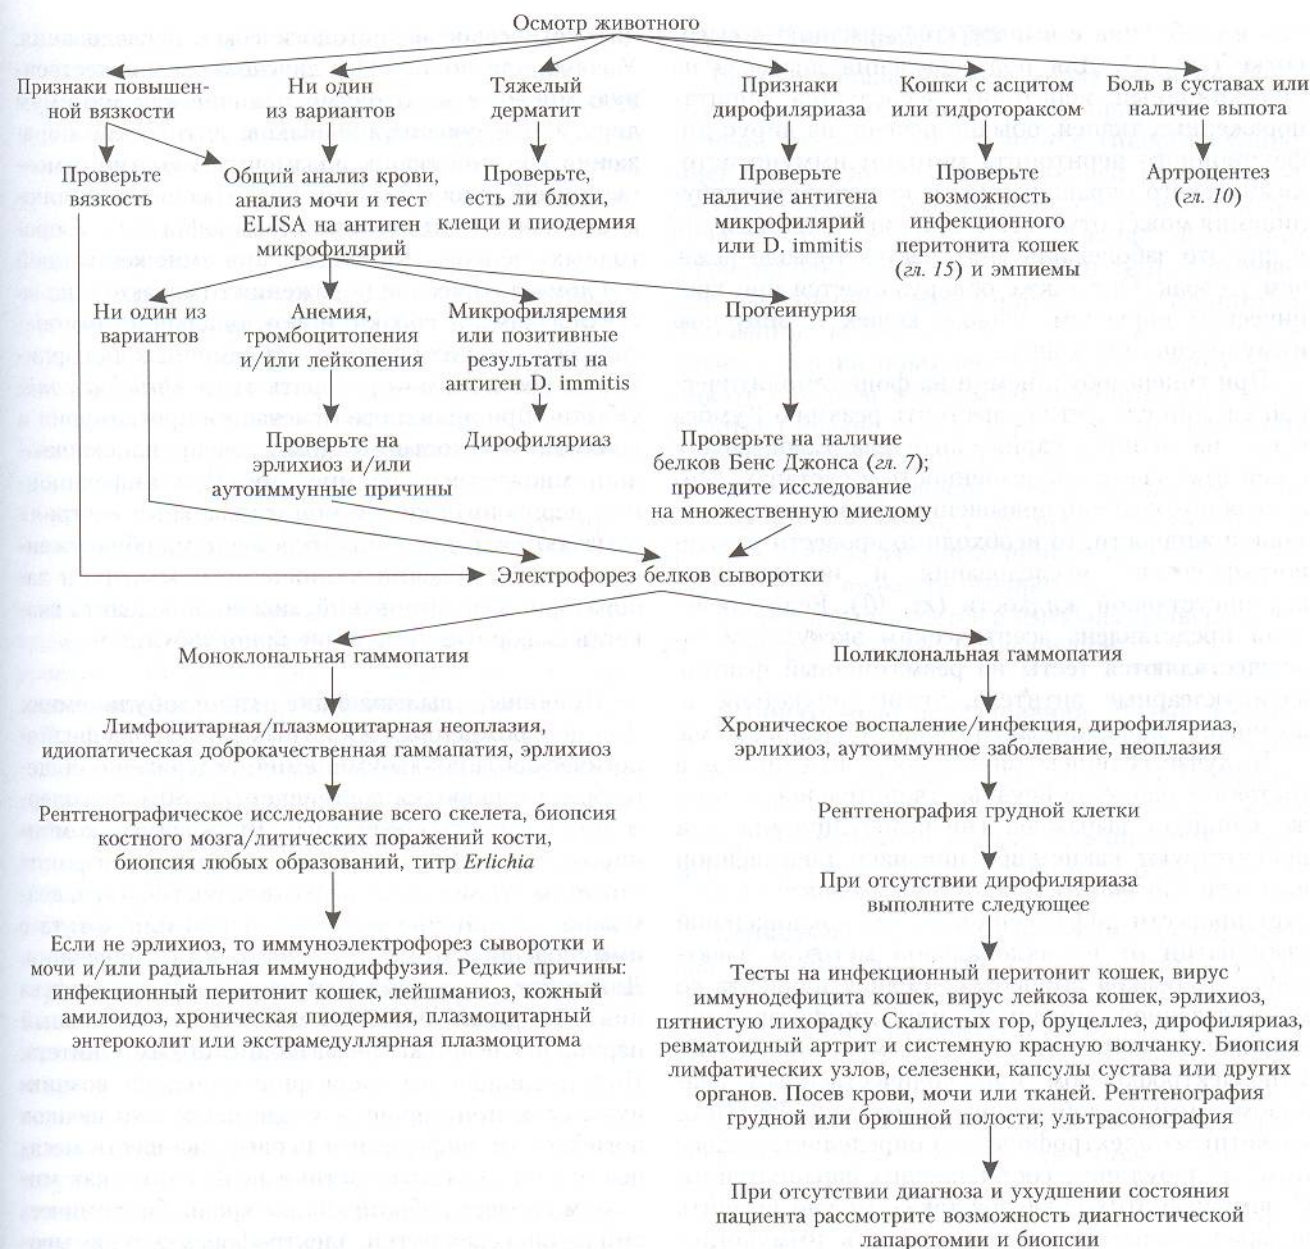 Осмотр животного
Признаки повышен-
ной вязкости
Ни один
из вариантов
Тяжелый
дерматит
Признаки
дирофиляриаза
Кошки с асцитом
или гидротораксом
Боль в суставах или
наличие выпота
Проверьте
вязкость
Общий анализ крови,
анализ мочи и тест
ELISA на антиген
микрофилярий
Проверьте,
есть ли блохи,
клещи и пиодермия
Проверьте
наличие антигена
микрофилярий
или D. immitis
Проверьте
возможность
инфекционного
перитонита кошек
(гл. 15) и эмпиемы
Артроцентез
(гл. 10)
Ни один из
вариантов
Анемия,
тромбоцитопения
и/или лейкопения
Микрофиляремия
или позитивные
результаты на
антиген D. immitis
Протеинурия
Проверьте на
эрлихиоз и/или
аутоиммунные причины
Дирофиляриаз
Проверьте на наличие
белков Бенс Джонса (гл. 7);
проведите исследование
на множественную миелому
Электрофорез белков сыворотки
Моноклональная гаммопатия
Поликлональная гаммопатия
Лимфоцитарная/плазмоцитарная неоплазия,
идиопатическая доброкачественная гаммапатия, эрлихиоз
Хроническое воспаление/инфекция, дирофиляриаз,
эрлихиоз, аутоиммунное заболевание, неоплазия
Рентгенографическое исследование всего скелета, биопсия
костного мозга/литических поражений кости,
биопсия любых образований, титр Erlichia
Рентгенография грудной клетки
При отсутствии дирофиляриаза
выполните следующее
Если не эрлихиоз, то иммуноэлектрофорез сыворотки и
мочи и/или радиальная иммунодиффузия. Редкие причины:
инфекционный перитонит кошек, лейшманиоз, кожный
амилоидоз, хроническая пиодермия, плазмоцитарный
энтероколит или экстрамедуллярная плазмоцитома
Тесты на инфекционный перитонит кошек, вирус
иммунодефицита кошек, вирус лейкоза кошек, эрлихиоз,
пятнистую лихорадку Скалистых гор, бруцеллез, дирофиляриаз,
ревматоидный артрит и системную красную волчанку. Биопсия
лимфатических узлов, селезенки, капсулы сустава или других
органов. Посев крови, мочи или тканей. Рентгенография
грудной или брюшной полости; ультрасонография
При отсутствии диагноза и ухудшении состояния
пациента рассмотрите возможность диагностической
лапаротомии и биопсии